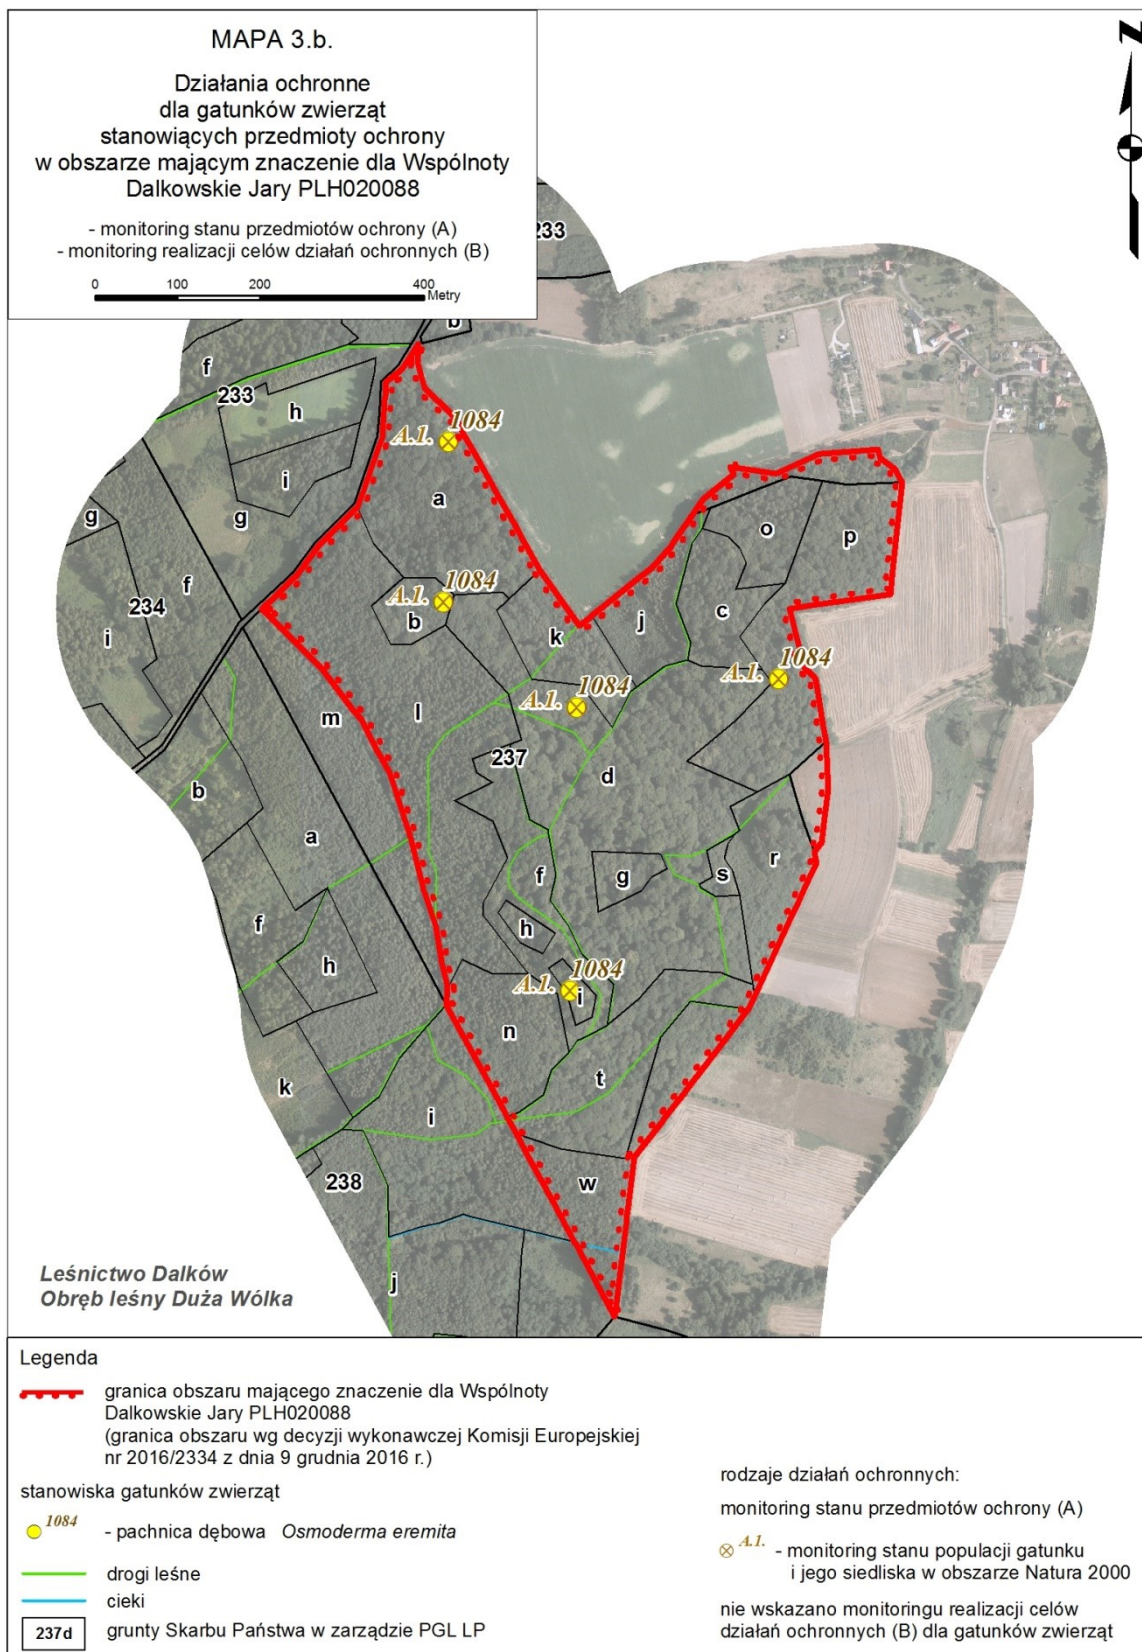 MAPA 3.b.
Działania ochronne
dla gatunków zwierząt
stanowiących przedmioty ochrony
w obszarze mającym znaczenie dla Wspólnoty
Dalkowskie Jary PLH020088
- monitoring stanu przedmiotów ochrony (A)
- monitoring realizacji celów działań ochronnych (B)
0 100 200 400
Metry
N
233
b
f
233
h
i
g
g
f
234
i
A.1. 1084
a
o
p
A.1. 1084
b
k
j
c
A.1. 1084
A.1. 1084
m
l
237
d
b
a
f
g
s
r
f
h
h
A.1. 1084
i
n
t
k
i
238
w
j
Leśnictwo Dalków
Obręb leśny Duża Wólka
Legenda
granica obszaru mającego znaczenie dla Wspólnoty
Dalkowskie Jary PLH020088
(granica obszaru wg decyzji wykonawczej Komisji Europejskiej
nr 2016/2334 z dnia 9 grudnia 2016 r.)
stanowiska gatunków zwierząt
1084 - pachnica dębowa Osmoderma eremita
drogi leśne
cieki
237d grunty Skarbu Państwa w zarządzie PGL LP
rodzaje działań ochronnych:
monitoring stanu przedmiotów ochrony (A)
A.1. - monitoring stanu populacji gatunku
i jego siedliska w obszarze Natura 2000
nie wskazano monitoringu realizacji celów
działań ochronnych (B) dla gatunków zwierząt